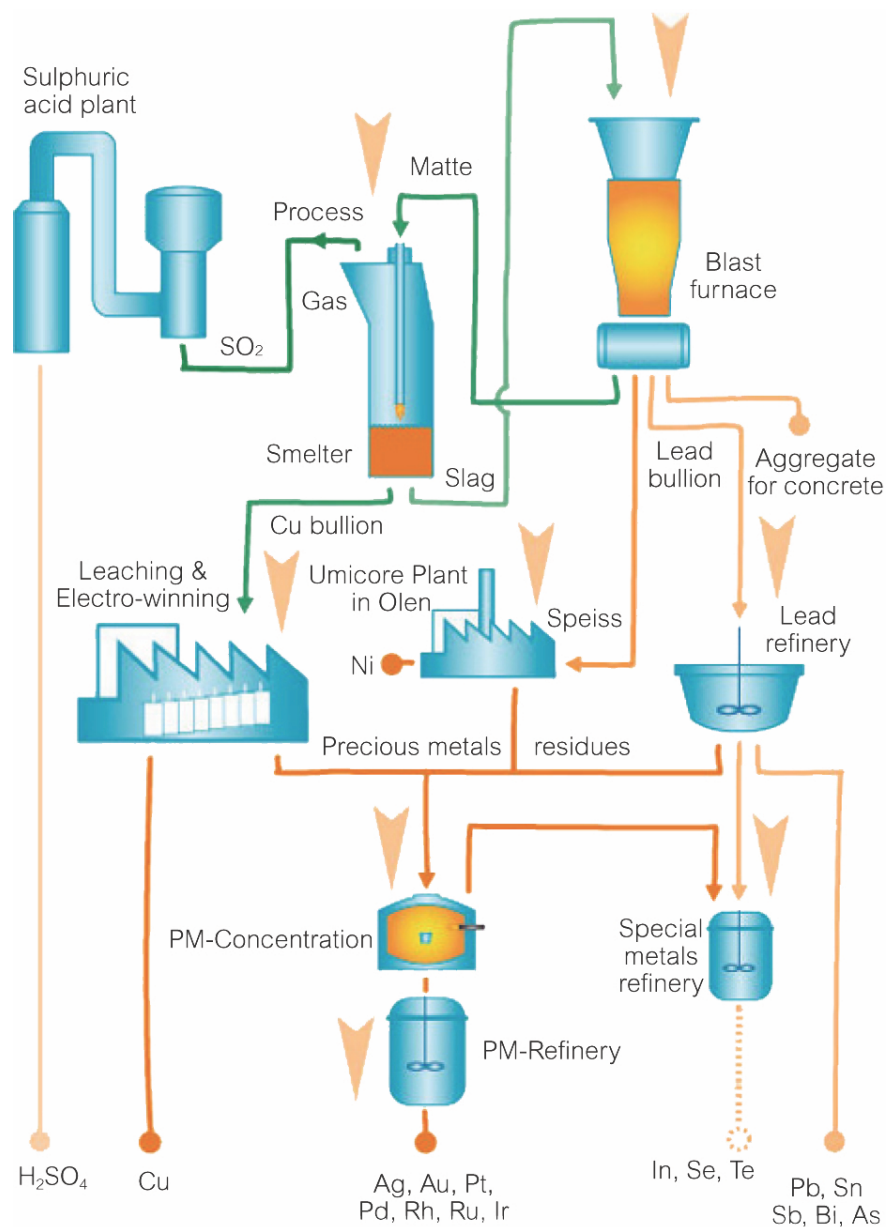 Sulphuric
acid plant
Matte
Process
Gas
Blast
furnace
SO₂
Smelter
Slag
Lead
bullion
Aggregate
for concrete
Cu bullion
Leaching &
Electro-winning
Umicore Plant
in Olen
Speiss
Lead
refinery
Ni
Precious metals residues
PM-Concentration
Special
metals
refinery
PM-Refinery
H₂SO₄
Cu
Ag, Au, Pt,
Pd, Rh, Ru, Ir
In, Se, Te
Pb, Sn
Sb, Bi, As